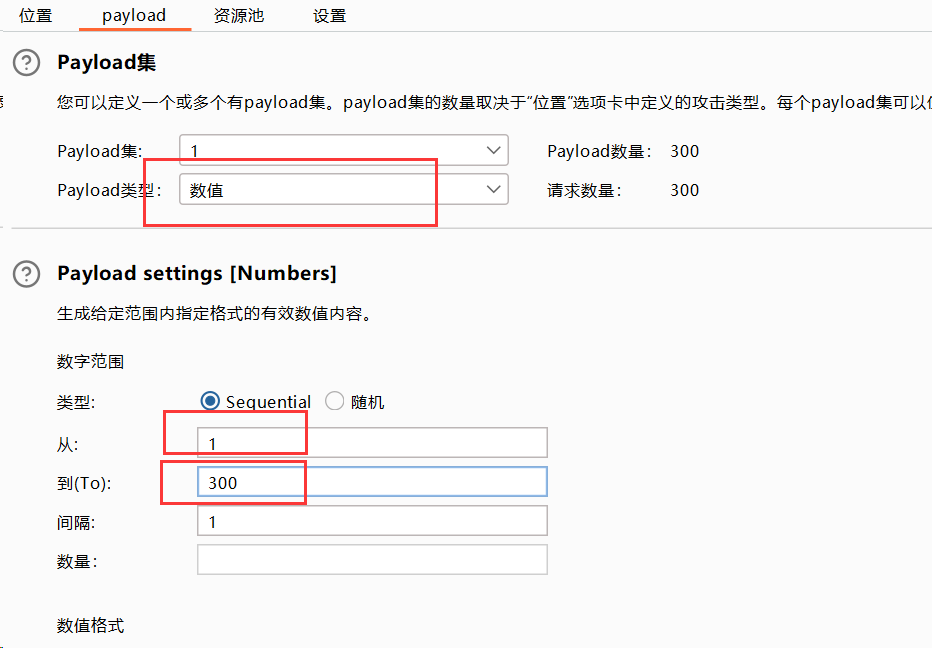 位置 payload 资源池 设置
Payload集
您可以定义一个或多个有payload集。payload集的数量取决于"位置"选项卡中定义的攻击类型。每个payload集可以
Payload集: 1 Payload数量: 300
Payload类型: 数值 请求数量: 300
Payload settings [Numbers]
生成给定范围内指定格式的有效数值内容。
数字范围
类型: Sequential 随机
从: 1
到(To): 300
间隔: 1
数量:
数值格式